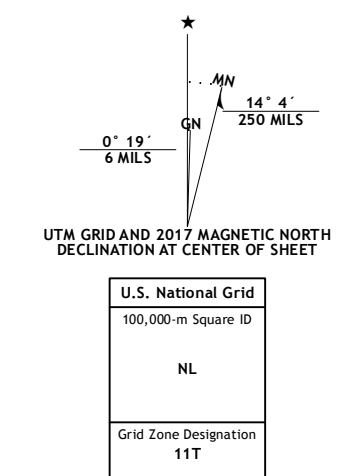 ★
MN
GN
14° 4´
250 MILS
0° 19´
6 MILS
UTM GRID AND 2017 MAGNETIC NORTH
DECLINATION AT CENTER OF SHEET
U.S. National Grid
100,000-m Square ID
NL
Grid Zone Designation
11T